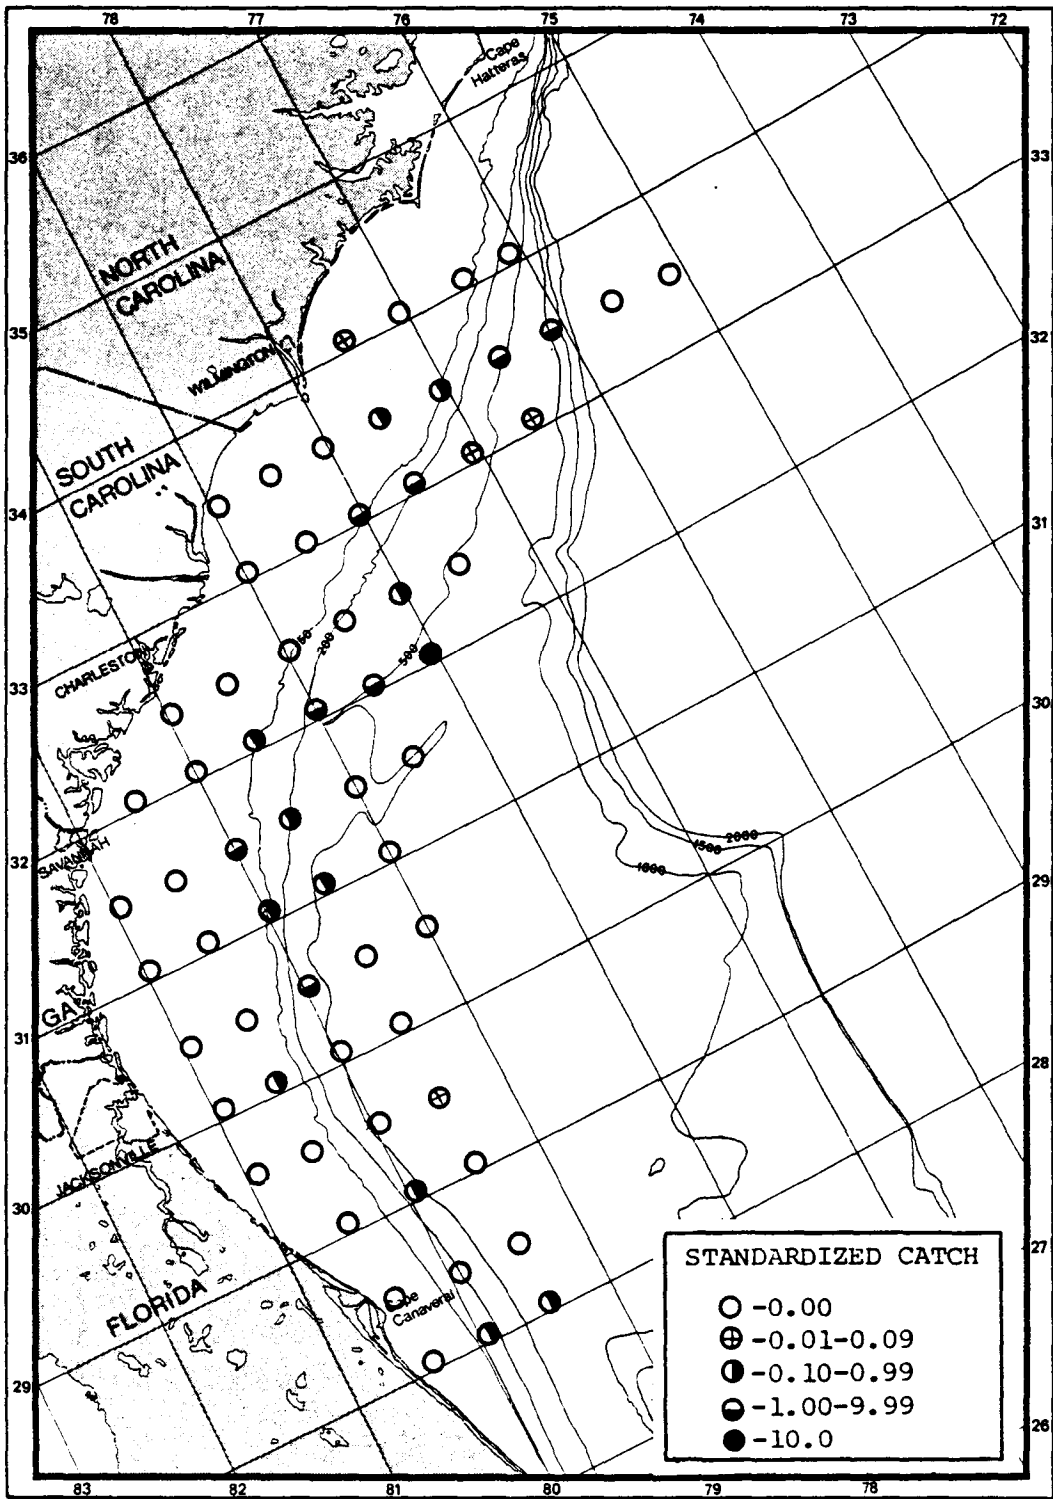 78 77 76 75 74 73 72
Cape
Hatteras
36
33
NORTH
CAROLINA
35
32
WILMINGTON
SOUTH
CAROLINA
34
31
50
200
500
CHARLESTON
33
30
2000
1500
1000
SAVANNAH
32
29
GA
31
28
JACKSONVILLE
30
27
FLORIDA
Cape
Canaveral
29
26
STANDARDIZED CATCH
-0.00
-0.01-0.09
-0.10-0.99
-1.00-9.99
-10.0
83 82 81 80 79 78